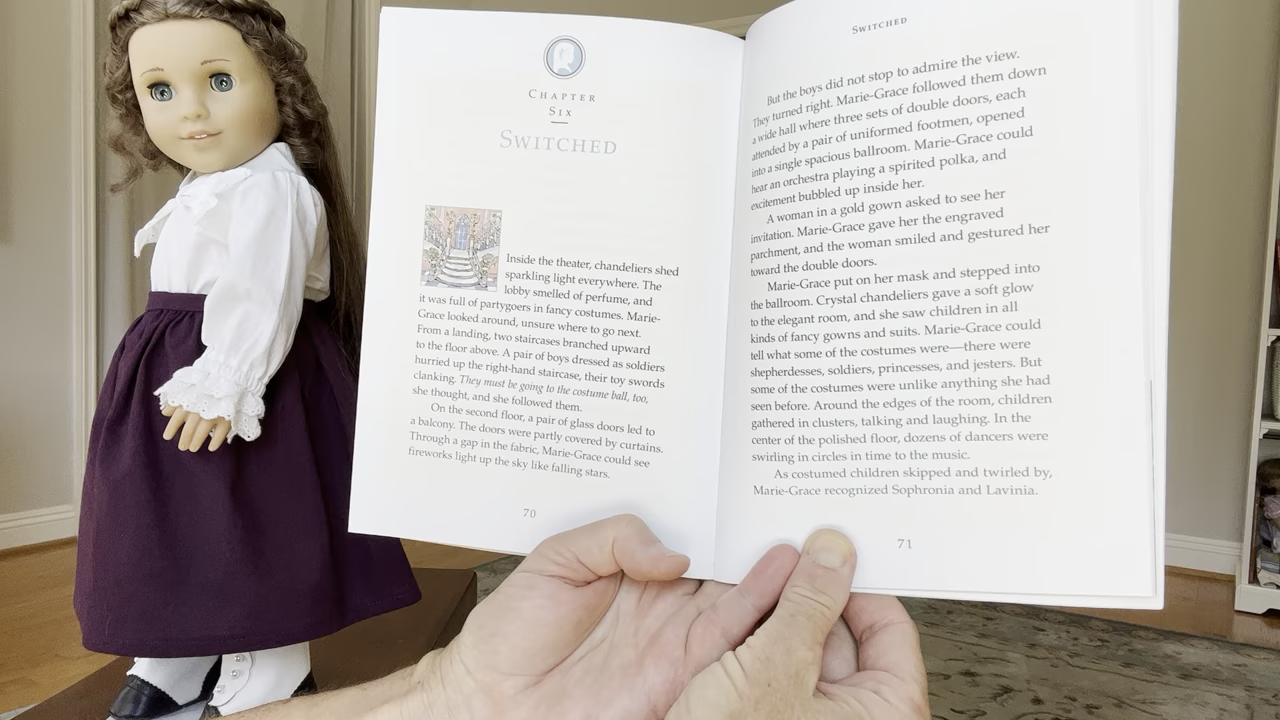 CHAPTER
SIX
SWITCHED
Inside the theater, chandeliers shed
sparkling light everywhere. The
lobby smelled of perfume, and
it was full of partygoers in fancy costumes. Marie-
Grace looked around, unsure where to go next.
From a landing, two staircases branched upward
to the floor above. A pair of boys dressed as soldiers
hurried up the right-hand staircase, their toy swords
clanking. They must be going to the costume ball, too,
she thought, and she followed them.
On the second floor, a pair of glass doors led to
a balcony. The doors were partly covered by curtains.
Through a gap in the fabric, Marie-Grace could see
fireworks light up the sky like falling stars.
70
SWITCHED
But the boys did not stop to admire the view.
They turned right. Marie-Grace followed them down
a wide hall where three sets of double doors, each
attended by a pair of uniformed footmen, opened
into a single spacious ballroom. Marie-Grace could
hear an orchestra playing a spirited polka, and
excitement bubbled up inside her.
A woman in a gold gown asked to see her
invitation. Marie-Grace gave her the engraved
parchment, and the woman smiled and gestured her
toward the double doors.
Marie-Grace put on her mask and stepped into
the ballroom. Crystal chandeliers gave a soft glow
to the elegant room, and she saw children in all
kinds of fancy gowns and suits. Marie-Grace could
tell what some of the costumes were—there were
shepherdesses, soldiers, princesses, and jesters. But
some of the costumes were unlike anything she had
seen before. Around the edges of the room, children
gathered in clusters, talking and laughing. In the
center of the polished floor, dozens of dancers were
swirling in circles in time to the music.
As costumed children skipped and twirled by,
Marie-Grace recognized Sophronia and Lavinia.
71